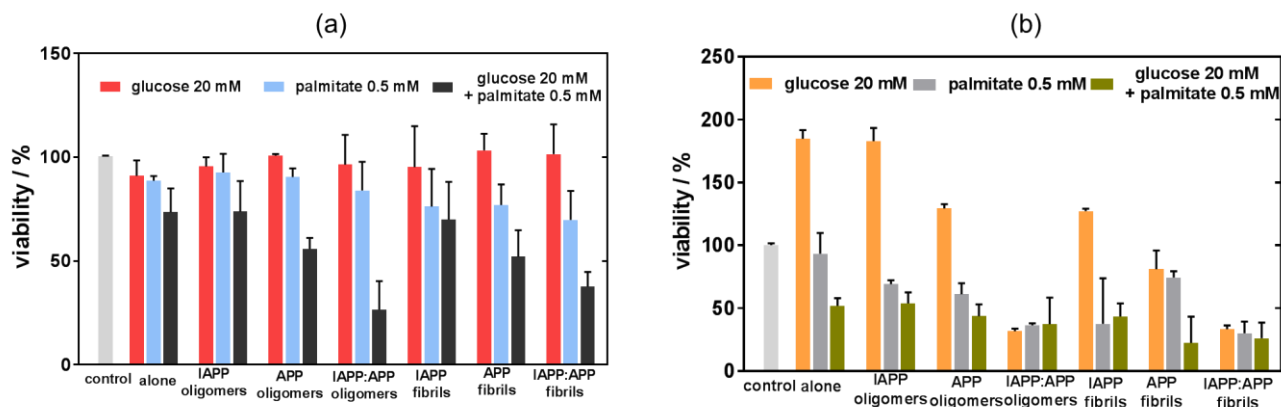 (a)
viability / %
150
100
50
0
glucose 20 mM
palmitate 0.5 mM
glucose 20 mM
+ palmitate 0.5 mM
control
alone
IAPP
oligomers
APP
oligomers
IAPP:APP
oligomers
IAPP
fibrils
APP
fibrils
IAPP:APP
fibrils
(b)
viability / %
250
200
150
100
50
0
glucose 20 mM
palmitate 0.5 mM
glucose 20 mM
+ palmitate 0.5 mM
control
alone
IAPP
oligomers
APP
oligomers
IAPP:APP
oligomers
IAPP
fibrils
APP
fibrils
IAPP:APP
fibrils